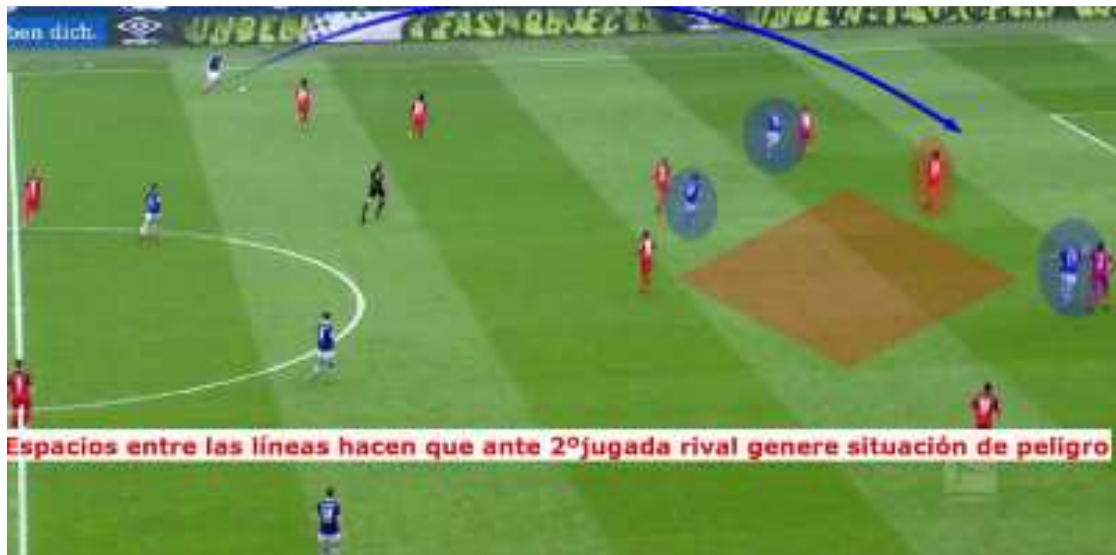 ben dich.
Espacios entre las líneas hacen que ante 2ºjugada rival genere situación de peligro